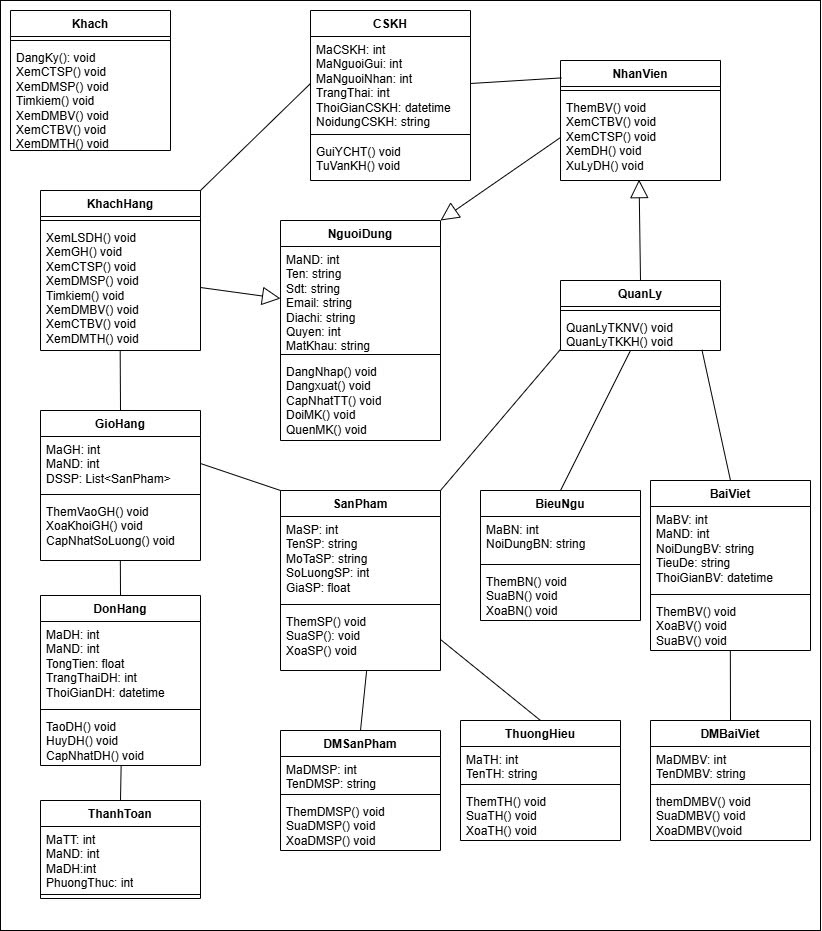 Khach
DangKy(): void
XemCTSP() void
XemDMSP() void
Timkiem() void
XemDMBV() void
XemCTBV() void
XemDMTH() void
CSKH
MaCSKH: int
MaNguoiGui: int
MaNguoiNhan: int
TrangThai: int
ThoiGianCSKH: datetime
NoidungCSKH: string
GuiYCHT() void
TuVanKH() void
NhanVien
ThemBV() void
XemCTBV() void
XemCTSP() void
XemDH() void
XuLyDH() void
KhachHang
XemLSDH() void
XemGH() void
XemCTSP() void
XemDMSP() void
Timkiem() void
XemDMBV() void
XemCTBV() void
XemDMTH() void
NguoiDung
MaND: int
Ten: string
Sdt: string
Email: string
Diachi: string
Quyen: int
MatKhau: string
DangNhap() void
Dangxuat() void
CapNhatTT() void
DoiMK() void
QuenMK() void
QuanLy
QuanLyTKNV() void
QuanLyTKKH() void
GioHang
MaGH: int
MaND: int
DSSP: List<SanPham>
ThemVaoGH() void
XoaKhoiGH() void
CapNhatSoLuong() void
SanPham
MaSP: int
TenSP: string
MoTaSP: string
SoLuongSP: int
GiaSP: float
ThemSP() void
SuaSP(): void
XoaSP() void
BieuNgu
MaBN: int
NoiDungBN: string
ThemBN() void
SuaBN() void
XoaBN() void
BaiViet
MaBV: int
MaND: int
NoiDungBV: string
TieuDe: string
ThoiGianBV: datetime
ThemBV() void
XoaBV() void
SuaBV() void
DonHang
MaDH: int
MaND: int
TongTien: float
TrangThaiDH: int
ThoiGianDH: datetime
TaoDH() void
HuyDH() void
CapNhatDH() void
DMSanPham
MaDMSP: int
TenDMSP: string
ThemDMSP() void
SuaDMSP() void
XoaDMSP() void
ThuongHieu
MaTH: int
TenTH: string
ThemTH() void
SuaTH() void
XoaTH() void
DMBaiViet
MaDMBV: int
TenDMBV: string
themDMBV() void
SuaDMBV() void
XoaDMBV()void
ThanhToan
MaTT: int
MaND: int
MaDH:int
PhuongThuc: int